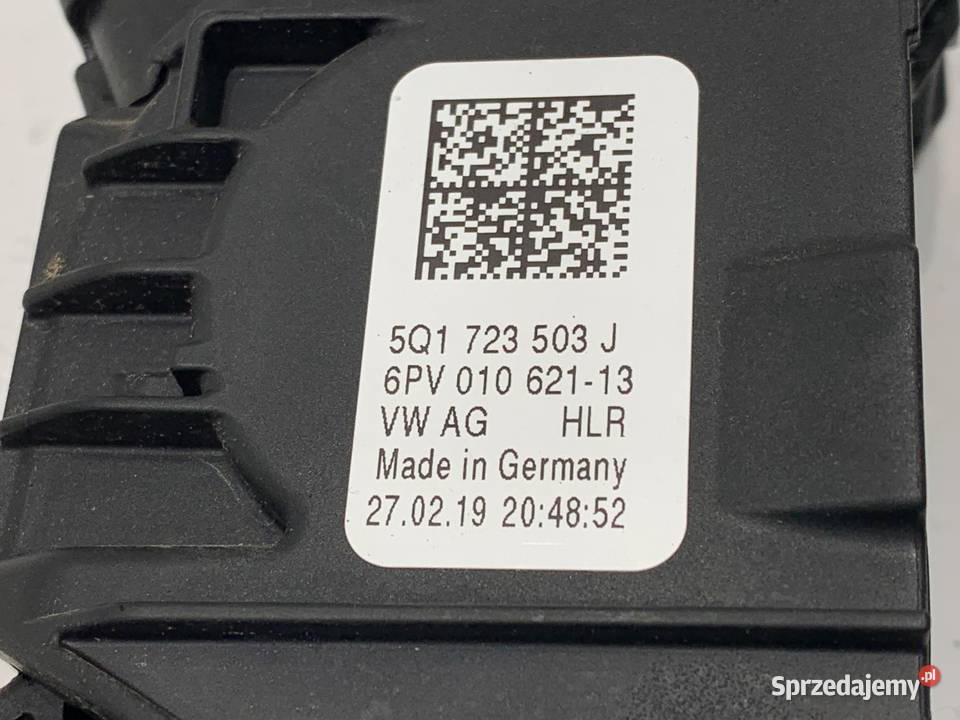 5Q1 723 503 J
6PV 010 621-13
VW AG HLR
Made in Germany
27.02.19 20:48:52
Sprzedajemy.pl